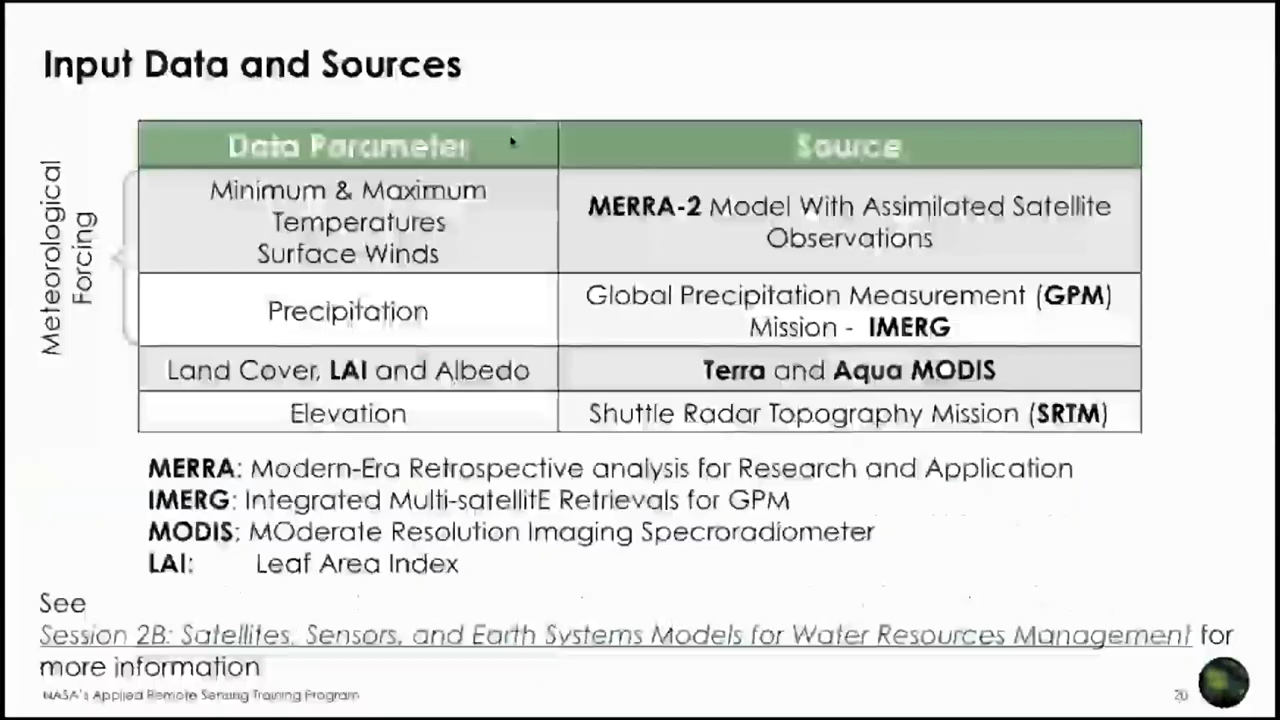 Input Data and Sources
Data Parameter
Source
Meteorological
Forcing
Minimum & Maximum
Temperatures
Surface Winds
MERRA-2 Model With Assimilated Satellite
Observations
Precipitation
Global Precipitation Measurement (GPM)
Mission - IMERG
Land Cover, LAI and Albedo
Terra and Aqua MODIS
Elevation
Shuttle Radar Topography Mission (SRTM)
MERRA: Modern-Era Retrospective analysis for Research and Application
IMERG: Integrated Multi-satellitE Retrievals for GPM
MODIS: MOderate Resolution Imaging Specroradiometer
LAI: Leaf Area Index
See
Session 2B: Satellites, Sensors, and Earth Systems Models for Water Resources Management for
more information
NASA's Applied Remote Sensing Training Program
20